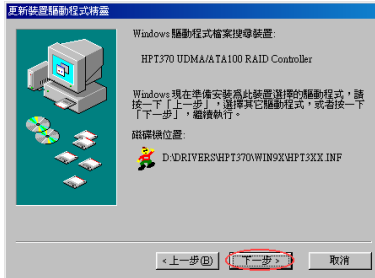 更新裝置驅動程式精靈
Windows 驅動程式檔案搜尋裝置:
HPT370 UDMA/ATA100 RAID Controller
Windows 現在準備安裝為此裝置選擇的驅動程式，請
按一下「上一步」，選擇其它驅動程式，或者按一下
「下一步」，繼續執行。
磁碟機位置:
D:\DRIVERS\HPT370\WIN9X\HPT3XX.INF
<上一步(B) 下一步> 取消